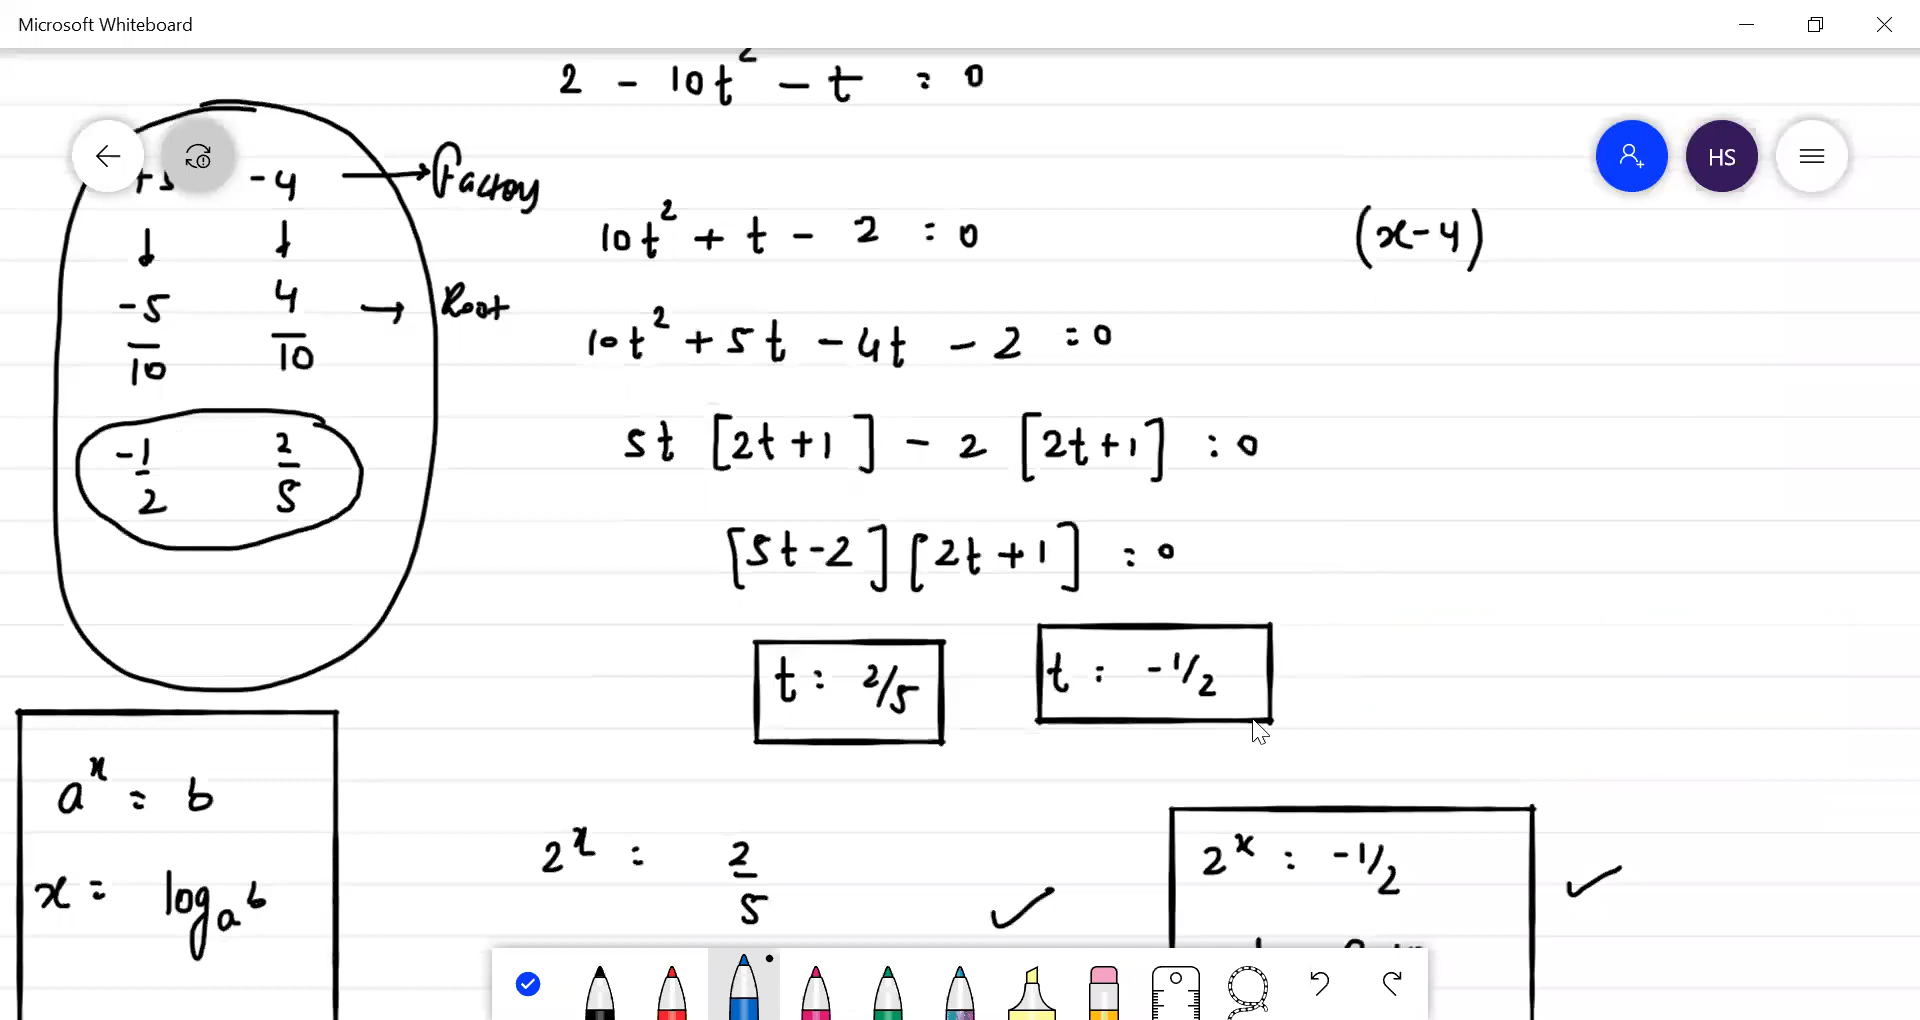 Microsoft Whiteboard
2 - 10t² - t = 0
HS
-4 → Factors
10t² + t - 2 = 0
(x-4)
-5/10 4/10 → Root
10t² + 5t - 4t - 2 = 0
5t [2t+1] - 2 [2t+1] = 0
-1/2 2/5
[5t-2] [2t+1] = 0
t = 2/5
t = -1/2
aˣ = b
x = logₐb
2ˣ = 2/5
2ˣ = -1/2